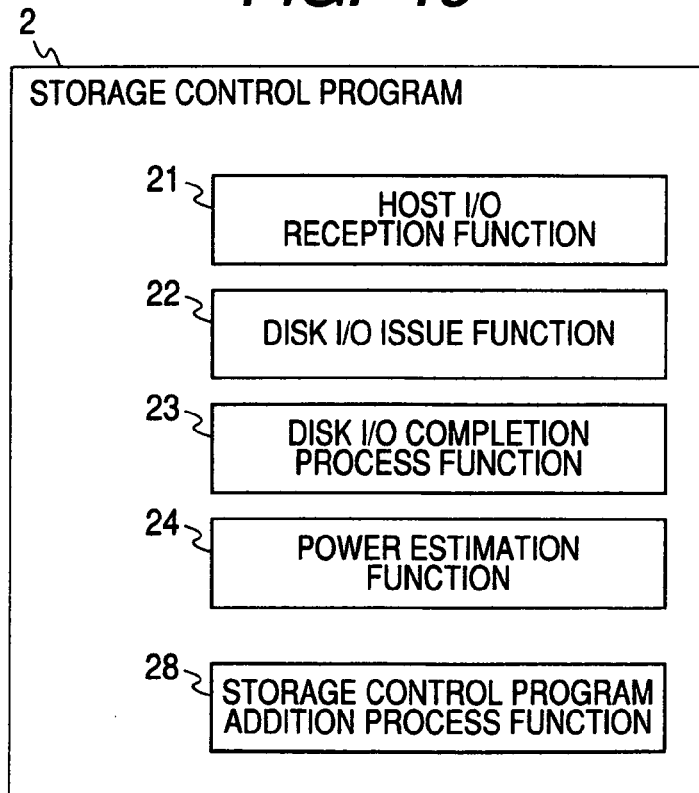 2
STORAGE CONTROL PROGRAM
21
HOST I/O
RECEPTION FUNCTION
22
DISK I/O ISSUE FUNCTION
23
DISK I/O COMPLETION
PROCESS FUNCTION
24
POWER ESTIMATION
FUNCTION
28
STORAGE CONTROL PROGRAM
ADDITION PROCESS FUNCTION